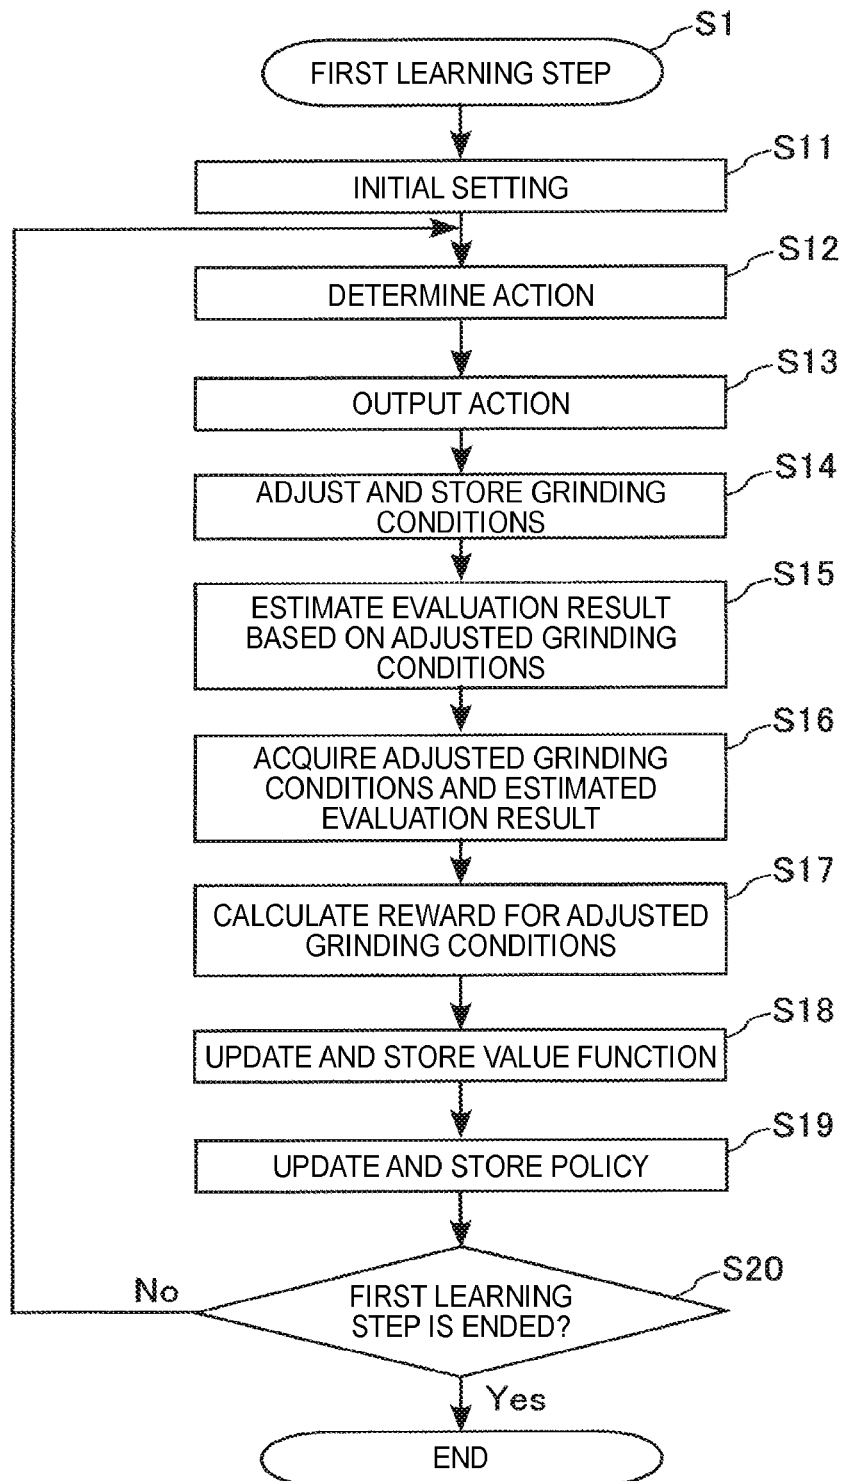 S1
FIRST LEARNING STEP
S11
INITIAL SETTING
S12
DETERMINE ACTION
S13
OUTPUT ACTION
S14
ADJUST AND STORE GRINDING
CONDITIONS
S15
ESTIMATE EVALUATION RESULT
BASED ON ADJUSTED GRINDING
CONDITIONS
S16
ACQUIRE ADJUSTED GRINDING
CONDITIONS AND ESTIMATED
EVALUATION RESULT
S17
CALCULATE REWARD FOR ADJUSTED
GRINDING CONDITIONS
S18
UPDATE AND STORE VALUE FUNCTION
S19
UPDATE AND STORE POLICY
S20
No
FIRST LEARNING
STEP IS ENDED?
Yes
END